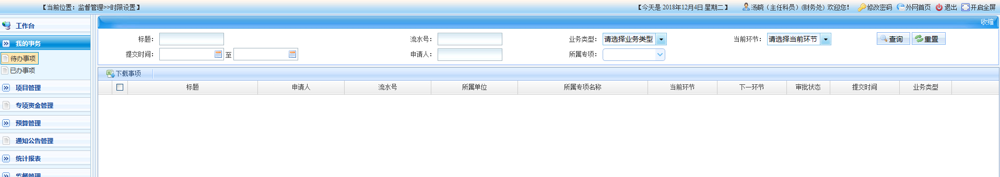 【当前位置：监督管理>>时限设置】
【今天是 2018年12月4日 星期二】 汤晓（主任科员）(财务处) 欢迎您! 修改密码 外网首页 退出 开启全屏
工作台
我的事务
待办事项
已办事项
项目管理
专项资金管理
预算管理
通知公告管理
统计报表
监督管理
收缩
标题： 流水号： 业务类型： 请选择业务类型 当前环节： 请选择当前环节 查询 重置
提交时间： 至 申请人： 所属专项：
下载事项
标题 申请人 流水号 所属单位 所属专项名称 当前环节 下一环节 审批状态 提交时间 业务类型